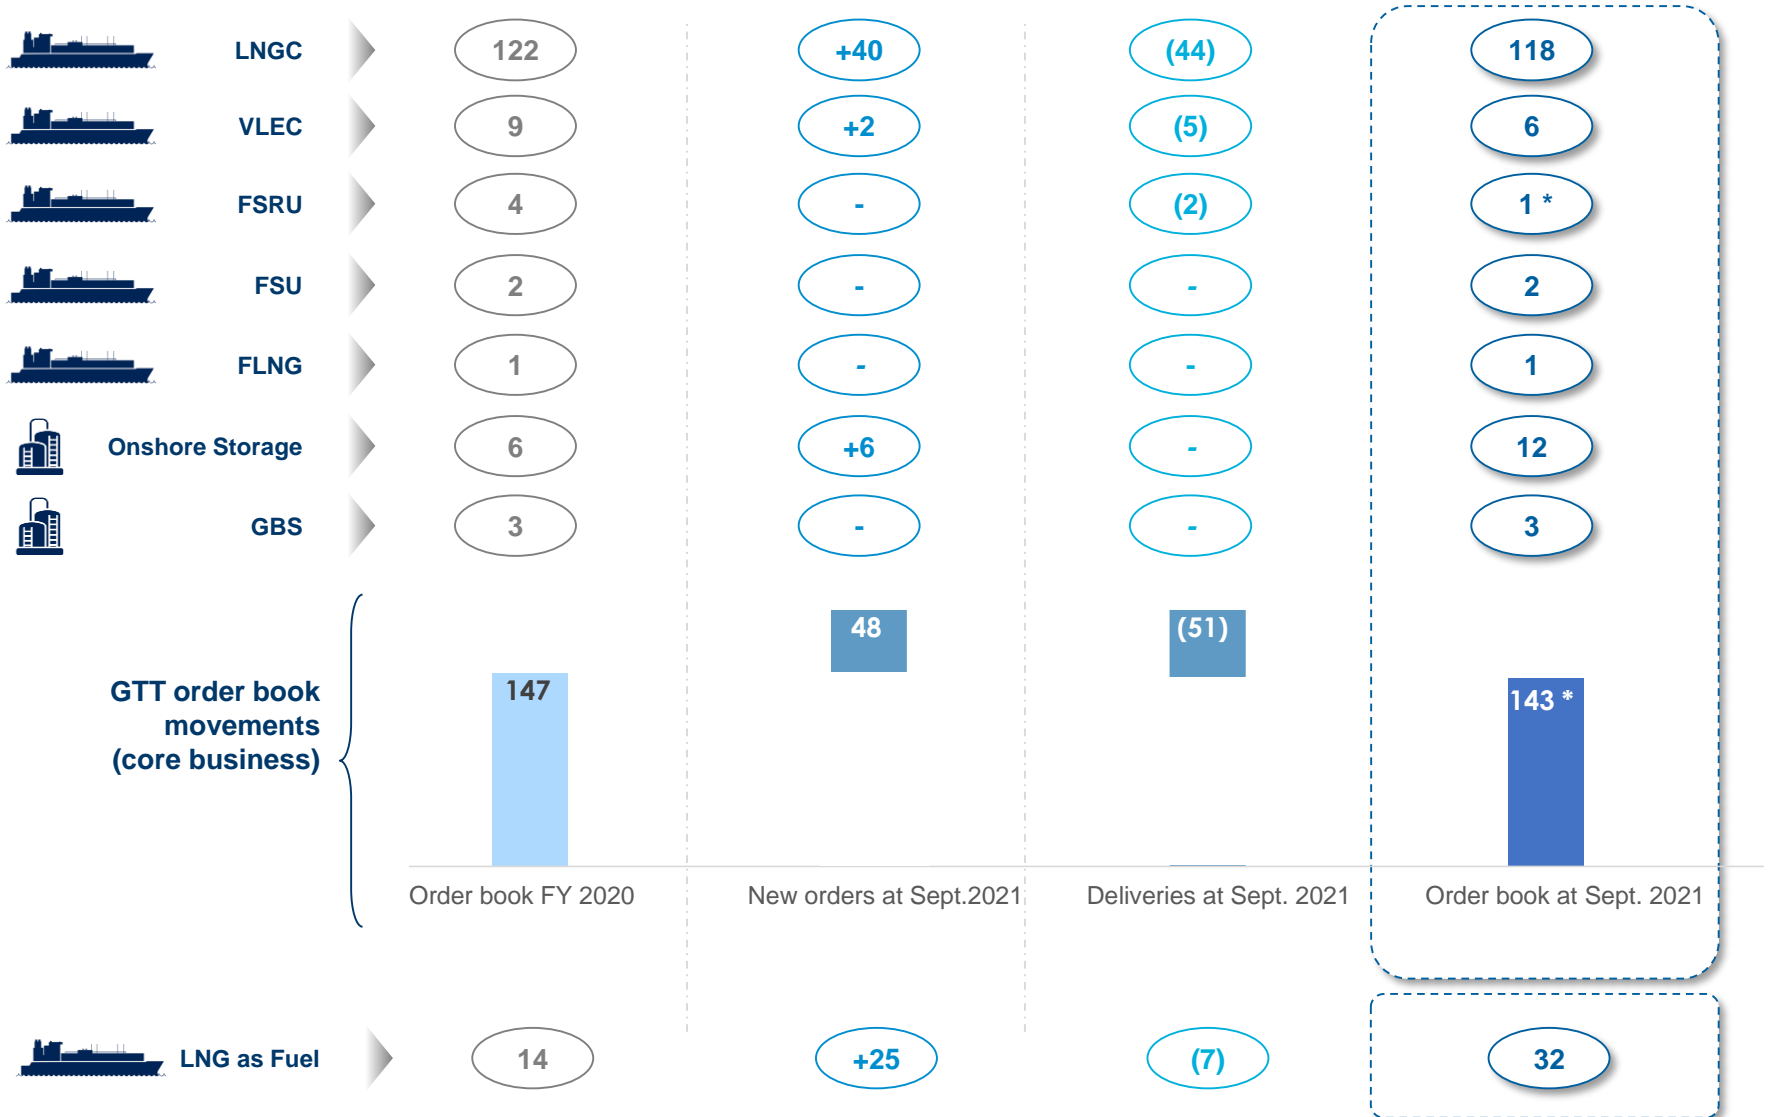 LNGC 122 +40 (44) 118
VLEC 9 +2 (5) 6
FSRU 4 - (2) 1 *
FSU 2 - - 2
FLNG 1 - - 1
Onshore Storage 6 +6 - 12
GBS 3 - - 3
48 (51)
147 143 *
GTT order book
movements
(core business)
Order book FY 2020 New orders at Sept.2021 Deliveries at Sept. 2021 Order book at Sept. 2021
LNG as Fuel 14 +25 (7) 32